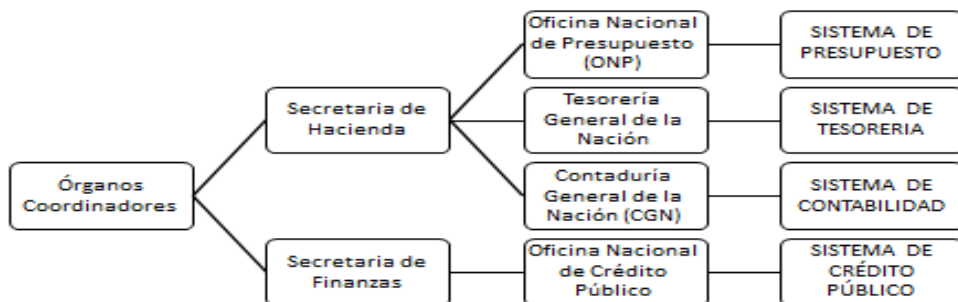 Órganos
Coordinadores
Secretaria de
Hacienda
Oficina Nacional
de Presupuesto
(ONP)
SISTEMA DE
PRESUPUESTO
Tesorería
General de la
Nación
SISTEMA DE
TESORERIA
Contaduría
General de la
Nación (CGN)
SISTEMA DE
CONTABILIDAD
Secretaria de
Finanzas
Oficina Nacional
de Crédito
Público
SISTEMA DE
CRÉDITO
PÚBLICO